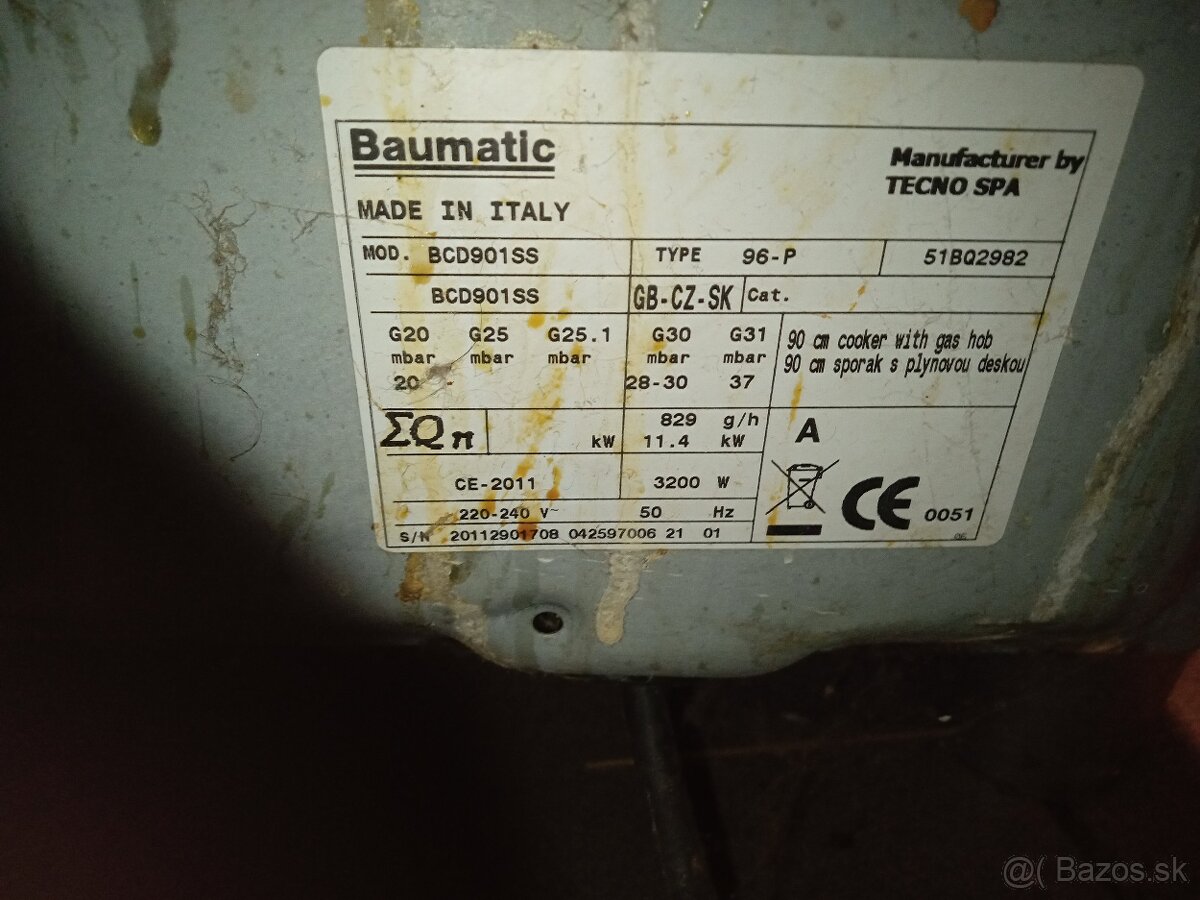 Baumatic
Manufacturer by
TECNO SPA
MADE IN ITALY
MOD. BCD901SS TYPE 96-P 51BQ2982
BCD901SS GB-CZ-SK Cat.
G20 G25 G25.1 G30 G31
mbar mbar mbar mbar mbar
20 28-30 37
90 cm cooker with gas hob
90 cm sporak s plynovou deskou
ΣQn kW 829 g/h
11.4 kW
A
CE-2011 3200 W
CE 0051
220-240 V~ 50 Hz
S/N 20112901708 042597006 21 01
06
@( Bazos.sk